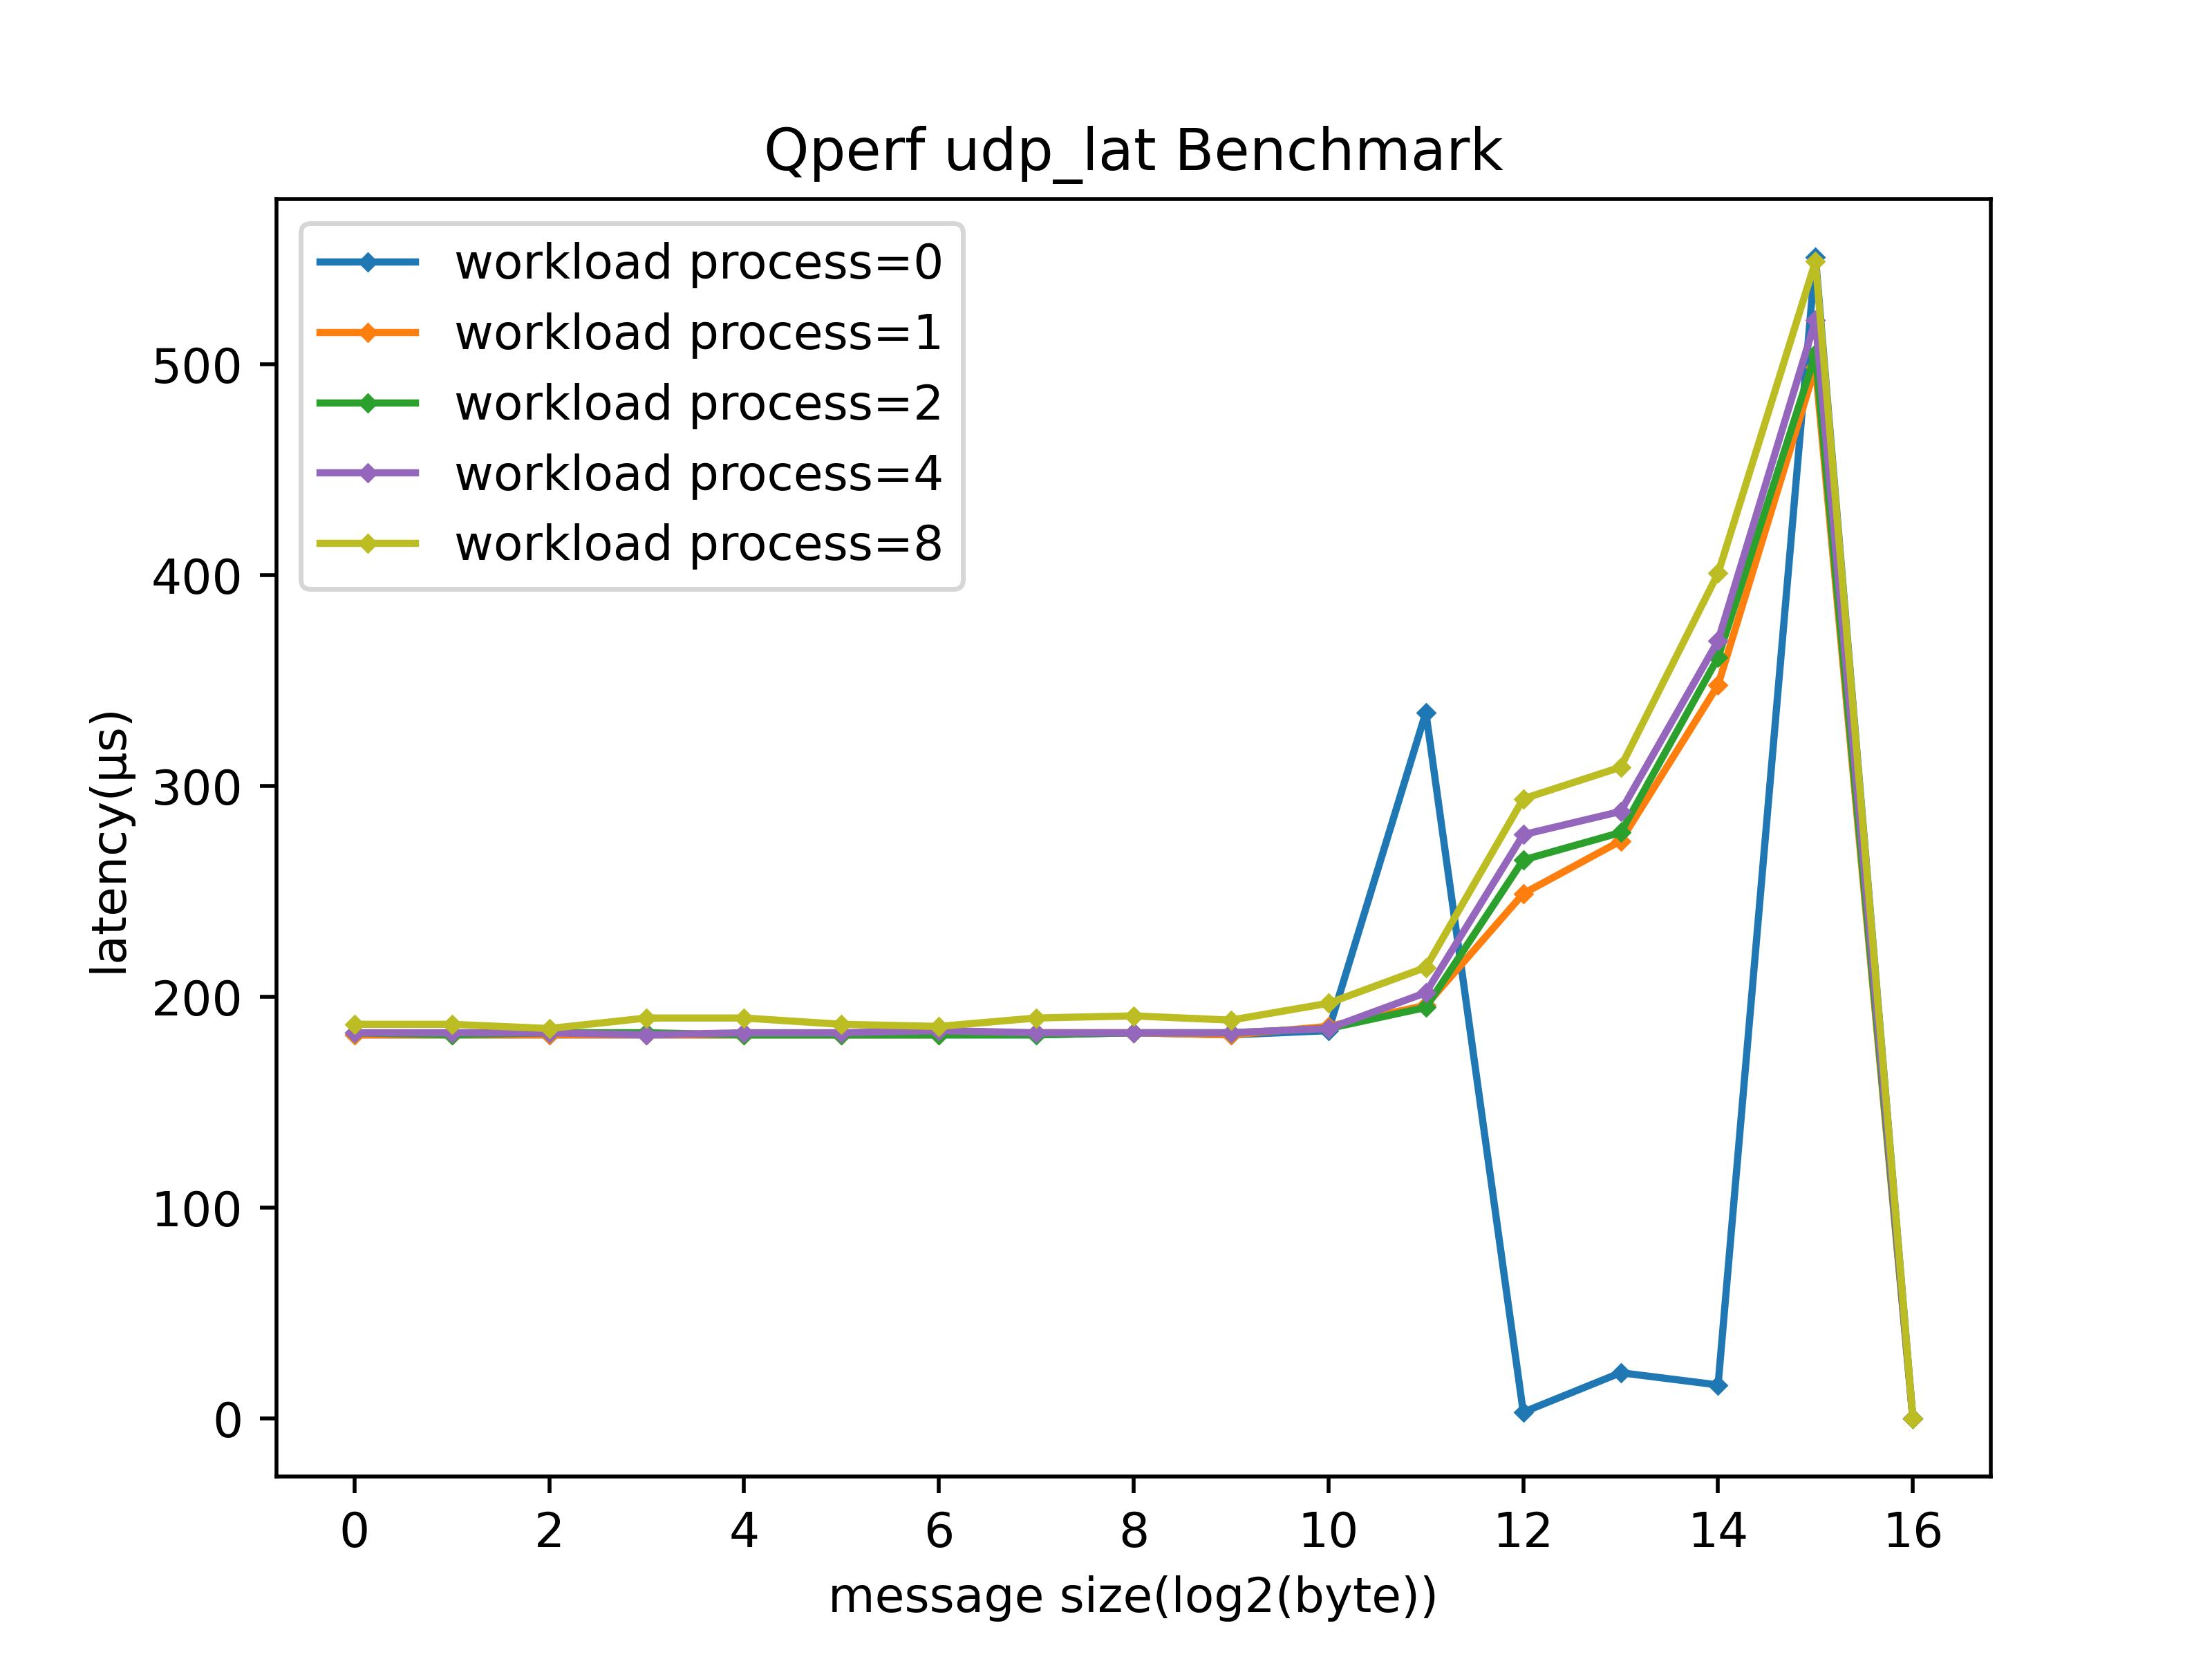 Qperf udp_lat Benchmark
workload process=0
workload process=1
workload process=2
workload process=4
workload process=8
500
400
300
200
100
0
latency(µs)
0 2 4 6 8 10 12 14 16
message size(log2(byte))